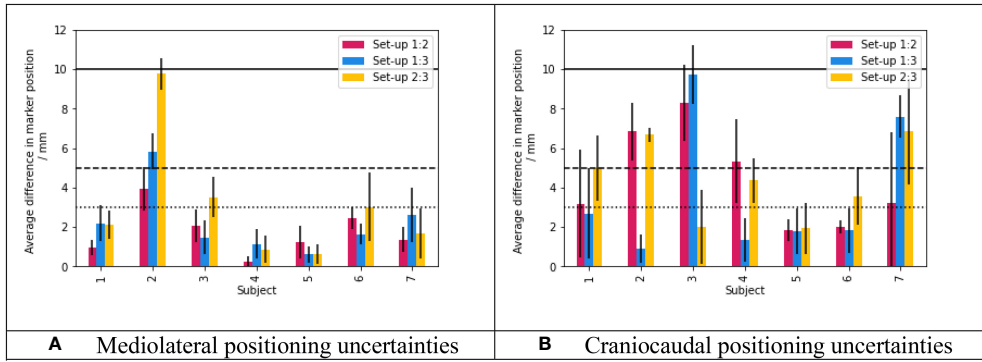 12
10
8
6
4
2
0
Average difference in marker position
/ mm
Set-up 1:2
Set-up 1:3
Set-up 2:3
1
2
3
4
5
6
7
Subject
A Mediolateral positioning uncertainties
12
10
8
6
4
2
0
Average difference in marker position
/ mm
Set-up 1:2
Set-up 1:3
Set-up 2:3
1
2
3
4
5
6
7
Subject
B Craniocaudal positioning uncertainties